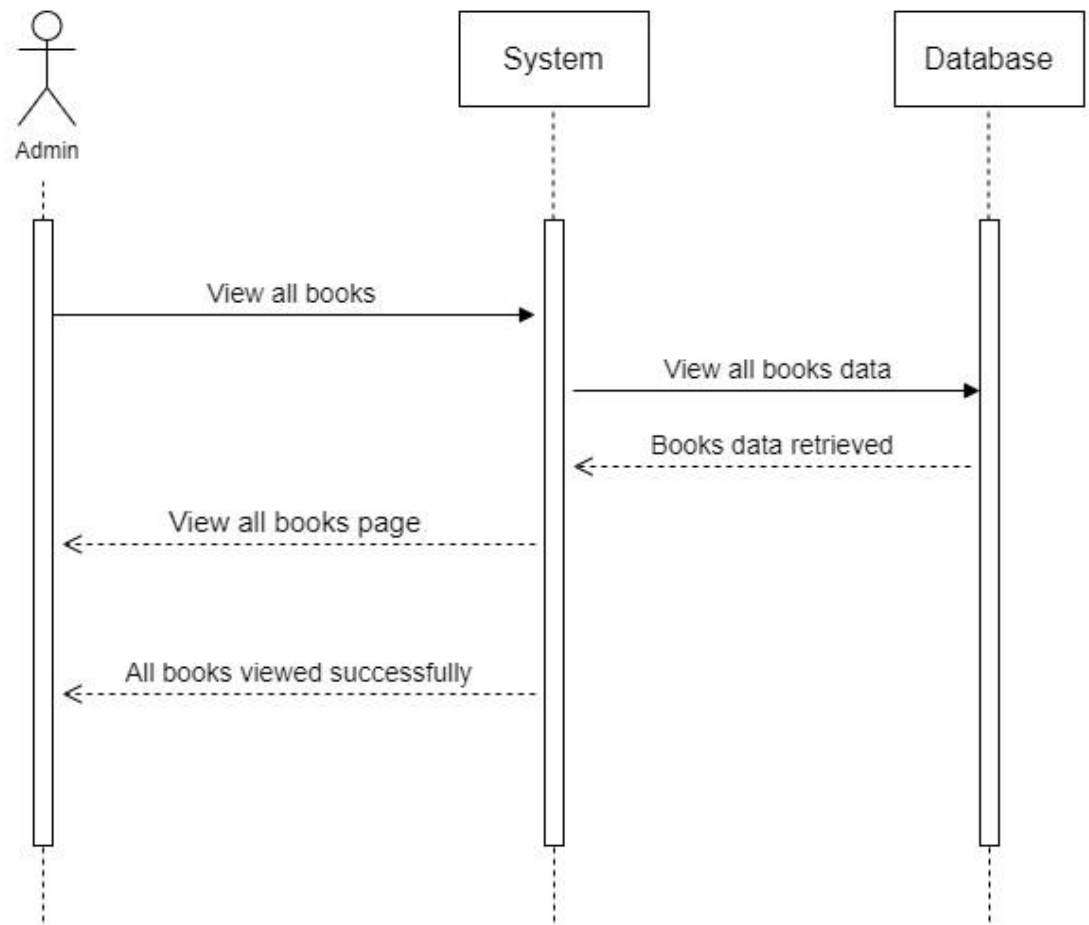 System
Database
Admin
View all books
View all books data
Books data retrieved
View all books page
All books viewed successfully